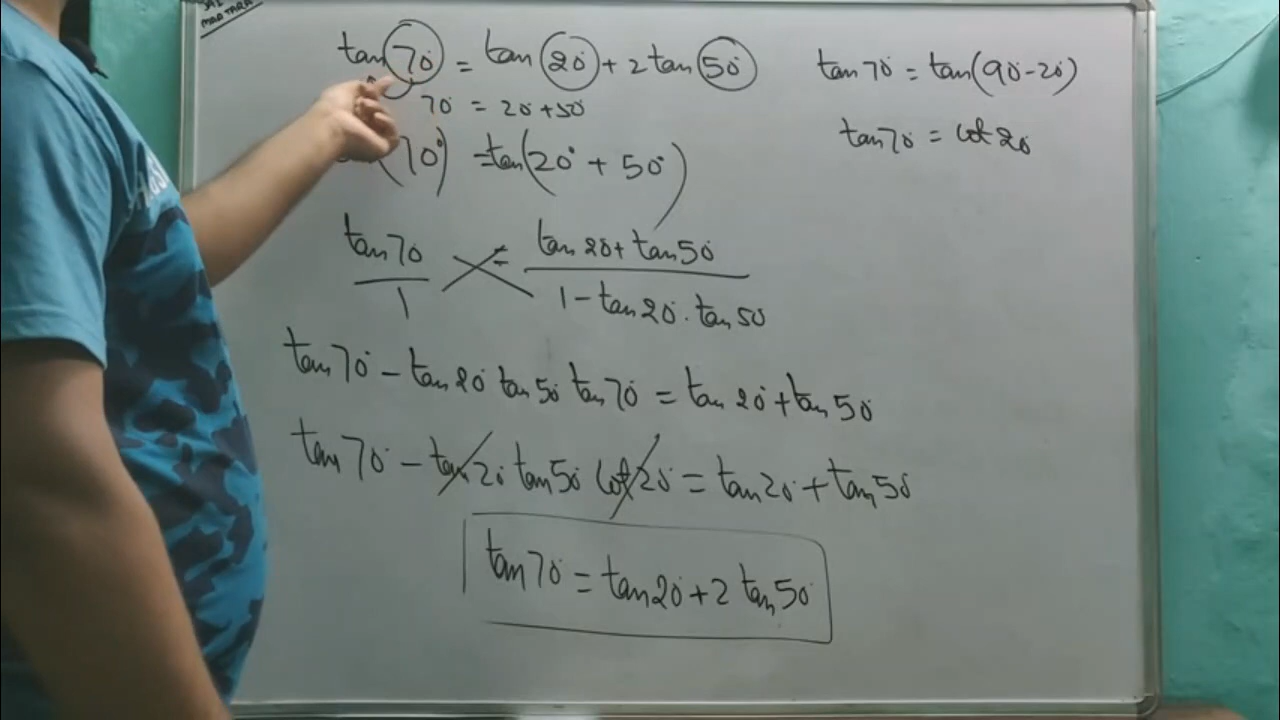 MAA TARA
tan 70° = tan 20° + 2 tan 50°
70° = 20° + 50°
(70°) = tan(20° + 50°)
tan 70° / 1 = tan 20° + tan 50° / 1 - tan 20° . tan 50°
tan 70° - tan 20° tan 50° tan 70° = tan 20° + tan 50°
tan 70° - tan 20° tan 50° cot 20° = tan 20° + tan 50°
tan 70° = tan 20° + 2 tan 50°
tan 70° = tan(90° - 20°)
tan 70° = cot 20°